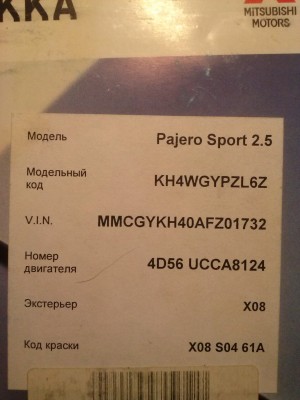 ККА
MITSUBISHI
MOTORS
Модель Pajero Sport 2.5
Модельный
код KH4WGYPZL6Z
V.I.N. MMCGYKH40AFZ01732
Номер
двигателя 4D56 UCCA8124
Экстерьер X08
Код краски X08 S04 61A